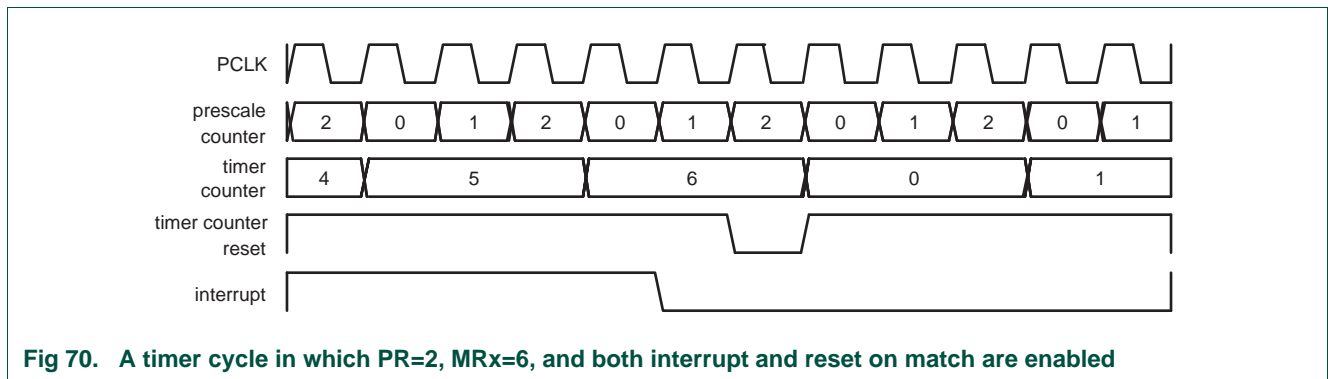 PCLK
prescale
counter
2 0 1 2 0 1 2 0 1 2 0 1
timer
counter
4 5 6 0 1
timer counter
reset
interrupt
Fig 70. A timer cycle in which PR=2, MRx=6, and both interrupt and reset on match are enabled